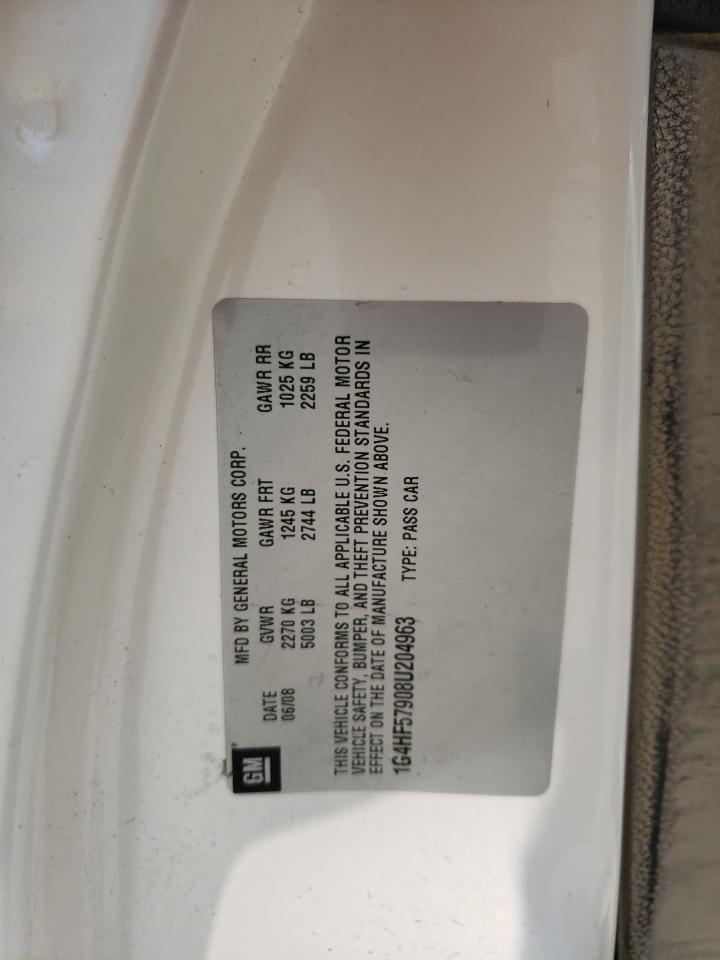 GM
MFD BY GENERAL MOTORS CORP.
DATE GVWR GAWR FRT GAWR RR
06/08 2270 KG 1245 KG 1025 KG
5003 LB 2744 LB 2259 LB
THIS VEHICLE CONFORMS TO ALL APPLICABLE U.S. FEDERAL MOTOR
VEHICLE SAFETY, BUMPER, AND THEFT PREVENTION STANDARDS IN
EFFECT ON THE DATE OF MANUFACTURE SHOWN ABOVE.
1G4HF57908U204963 TYPE: PASS CAR